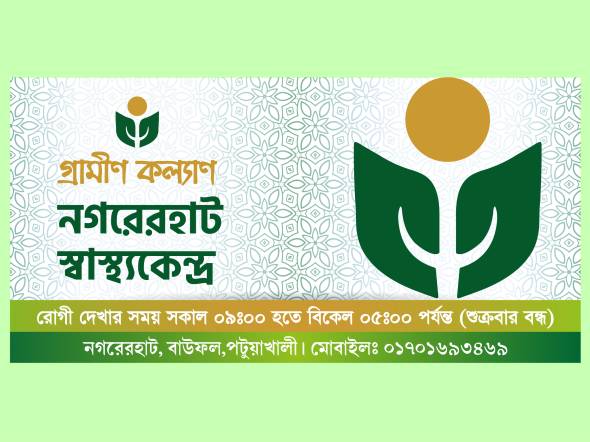 গ্রামীণ কল্যাণ
নগরেরহাট
স্বাস্থ্যকেন্দ্র
রোগী দেখার সময় সকাল ০৯ঃ০০ হতে বিকেল ০৫ঃ০০ পর্যন্ত (শুক্রবার বন্ধ)
নগরেরহাট, বাউফল,পটুয়াখালী। মোবাইলঃ ০১৭০১৬৯৩৪৬৯